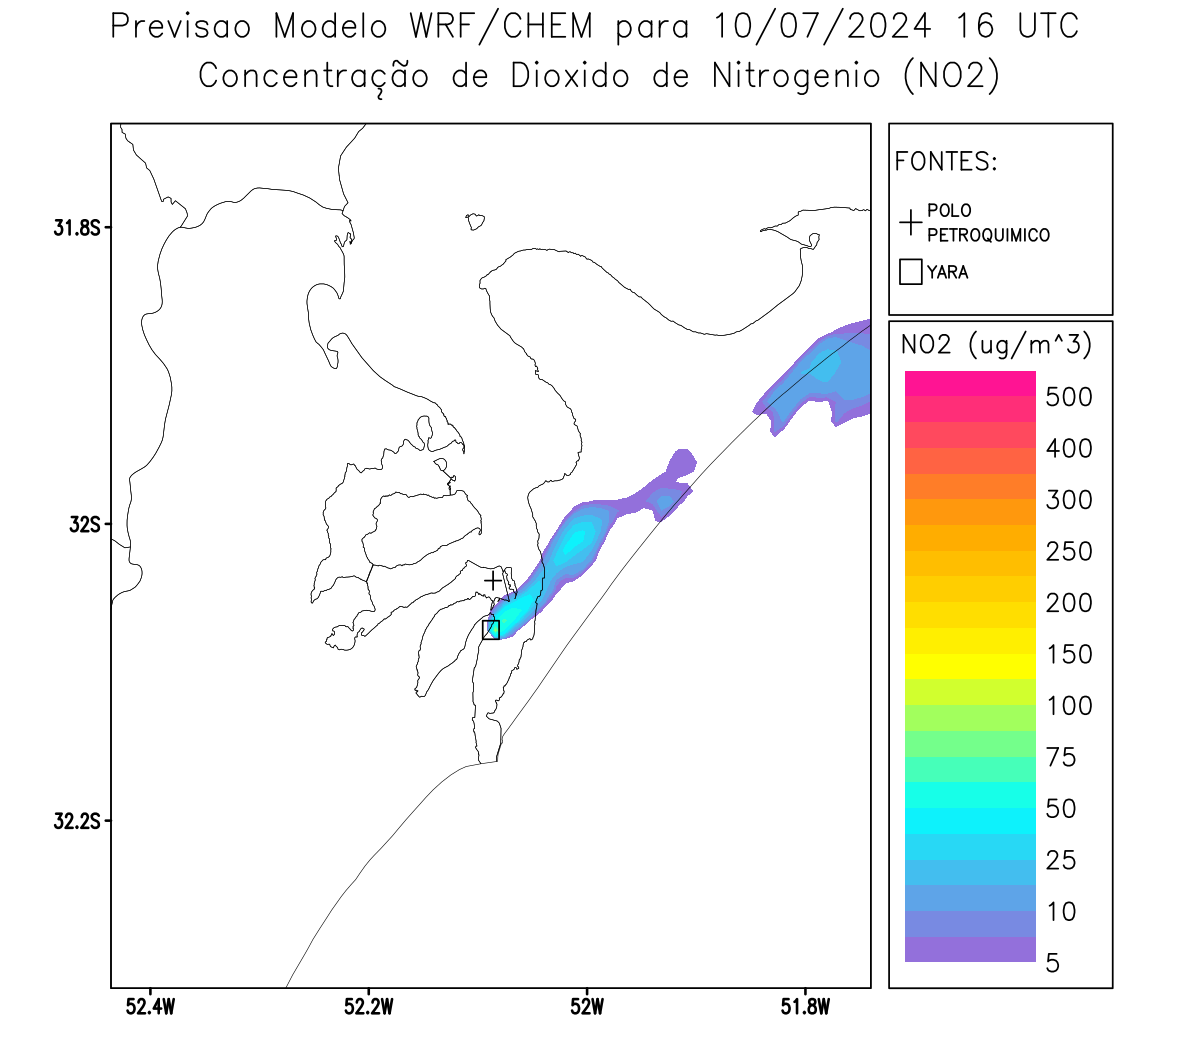 Previsao Modelo WRF/CHEM para 10/07/2024 16 UTC
Concentração de Dioxido de Nitrogenio (NO2)
FONTES:
POLO
PETROQUIMICO
YARA
31.8S
32S
32.2S
52.4W
52.2W
52W
51.8W
NO2 (ug/m^3)
500
400
300
250
200
150
100
75
50
25
10
5